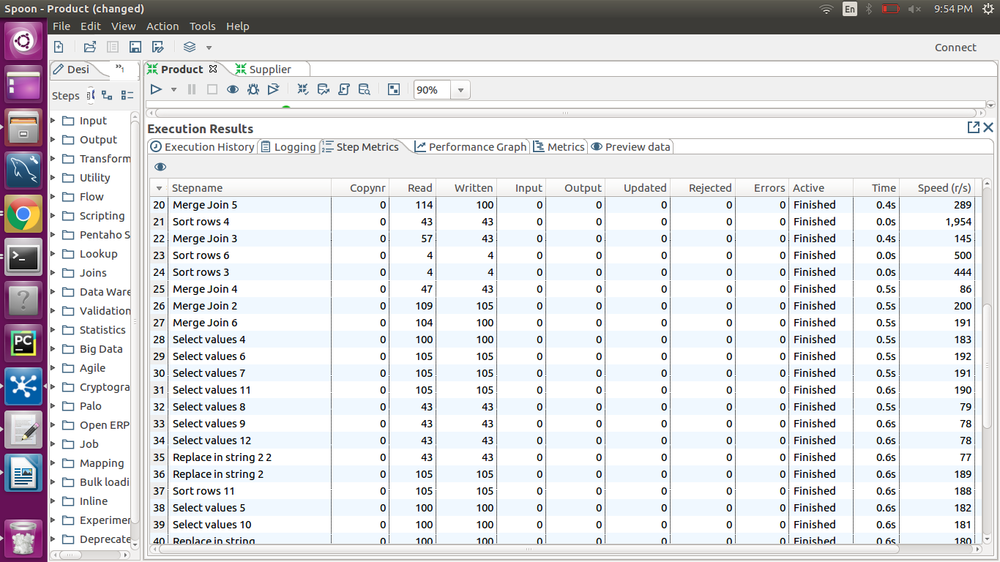 Spoon - Product (changed)
En
9:54 PM
File Edit View Action Tools Help
Connect
Desi
Product
Supplier
Steps
90%
Input
Output
Transform
Utility
Flow
Scripting
Pentaho S
Lookup
Joins
Data Ware
Validation
Statistics
Big Data
Agile
Cryptogra
Palo
Open ERP
Job
Mapping
Bulk loadi
Inline
Experimen
Deprecate
Execution Results
Execution History Logging Step Metrics Performance Graph Metrics Preview data
Stepname Copynr Read Written Input Output Updated Rejected Errors Active Time Speed (r/s)
20 Merge Join 5 0 114 100 0 0 0 0 0 Finished 0.4s 289
21 Sort rows 4 0 43 43 0 0 0 0 0 Finished 0.0s 1,954
22 Merge Join 3 0 57 43 0 0 0 0 0 Finished 0.4s 145
23 Sort rows 6 0 4 4 0 0 0 0 0 Finished 0.0s 500
24 Sort rows 3 0 4 4 0 0 0 0 0 Finished 0.0s 444
25 Merge Join 4 0 47 43 0 0 0 0 0 Finished 0.5s 86
26 Merge Join 2 0 109 105 0 0 0 0 0 Finished 0.5s 200
27 Merge Join 6 0 104 100 0 0 0 0 0 Finished 0.5s 191
28 Select values 4 0 100 100 0 0 0 0 0 Finished 0.5s 183
29 Select values 6 0 105 105 0 0 0 0 0 Finished 0.5s 192
30 Select values 7 0 105 105 0 0 0 0 0 Finished 0.5s 191
31 Select values 11 0 105 105 0 0 0 0 0 Finished 0.6s 190
32 Select values 8 0 43 43 0 0 0 0 0 Finished 0.5s 79
33 Select values 9 0 43 43 0 0 0 0 0 Finished 0.6s 78
34 Select values 12 0 43 43 0 0 0 0 0 Finished 0.6s 78
35 Replace in string 2 2 0 43 43 0 0 0 0 0 Finished 0.6s 77
36 Replace in string 2 0 105 105 0 0 0 0 0 Finished 0.6s 189
37 Sort rows 11 0 105 105 0 0 0 0 0 Finished 0.6s 188
38 Select values 5 0 100 100 0 0 0 0 0 Finished 0.6s 182
39 Select values 10 0 100 100 0 0 0 0 0 Finished 0.6s 181
40 Replace in string 0 100 100 0 0 0 0 0 Finished 0.6s 180
PC